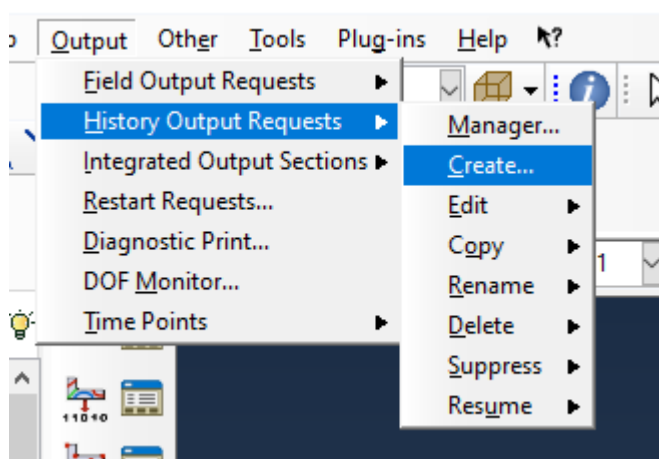 Output Other Tools Plug-ins Help ?
Field Output Requests
History Output Requests
Integrated Output Sections
Restart Requests...
Diagnostic Print...
DOF Monitor...
Time Points
Manager...
Create...
Edit
Copy
Rename
Delete
Suppress
Resume
1
11010